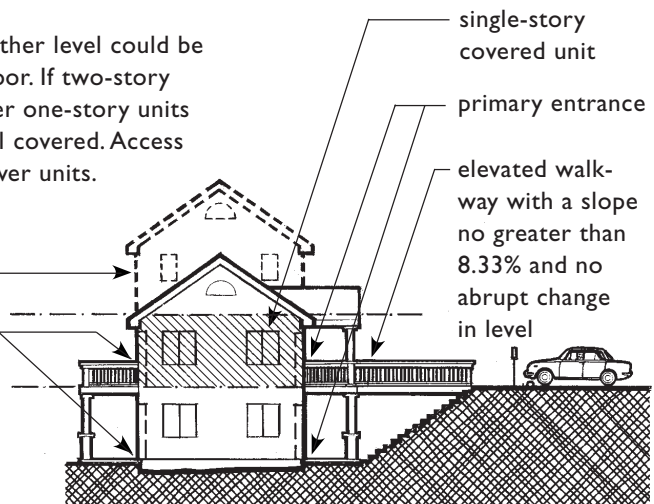 ther level could be
oor. If two-story
er one-story units
l covered. Access
ver units.
single-story
covered unit
primary entrance
elevated walk-
way with a slope
no greater than
8.33% and no
abrupt change
in level